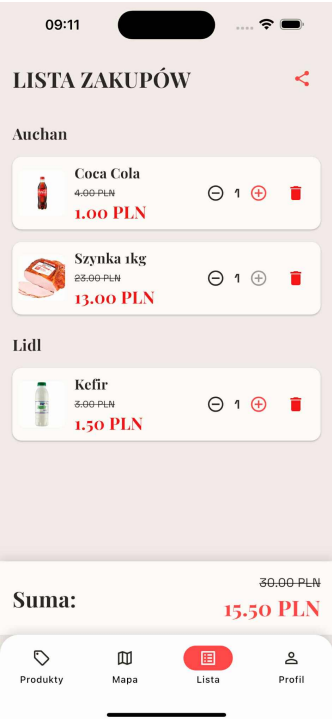 09:11
LISTA ZAKUPÓW
Auchan
Coca Cola
4.00 PLN
1.00 PLN
1
Szynka 1kg
23.00 PLN
13.00 PLN
1
Lidl
Kefir
3.00 PLN
1.50 PLN
1
Suma:
30.00 PLN
15.50 PLN
Produkty
Mapa
Lista
Profil